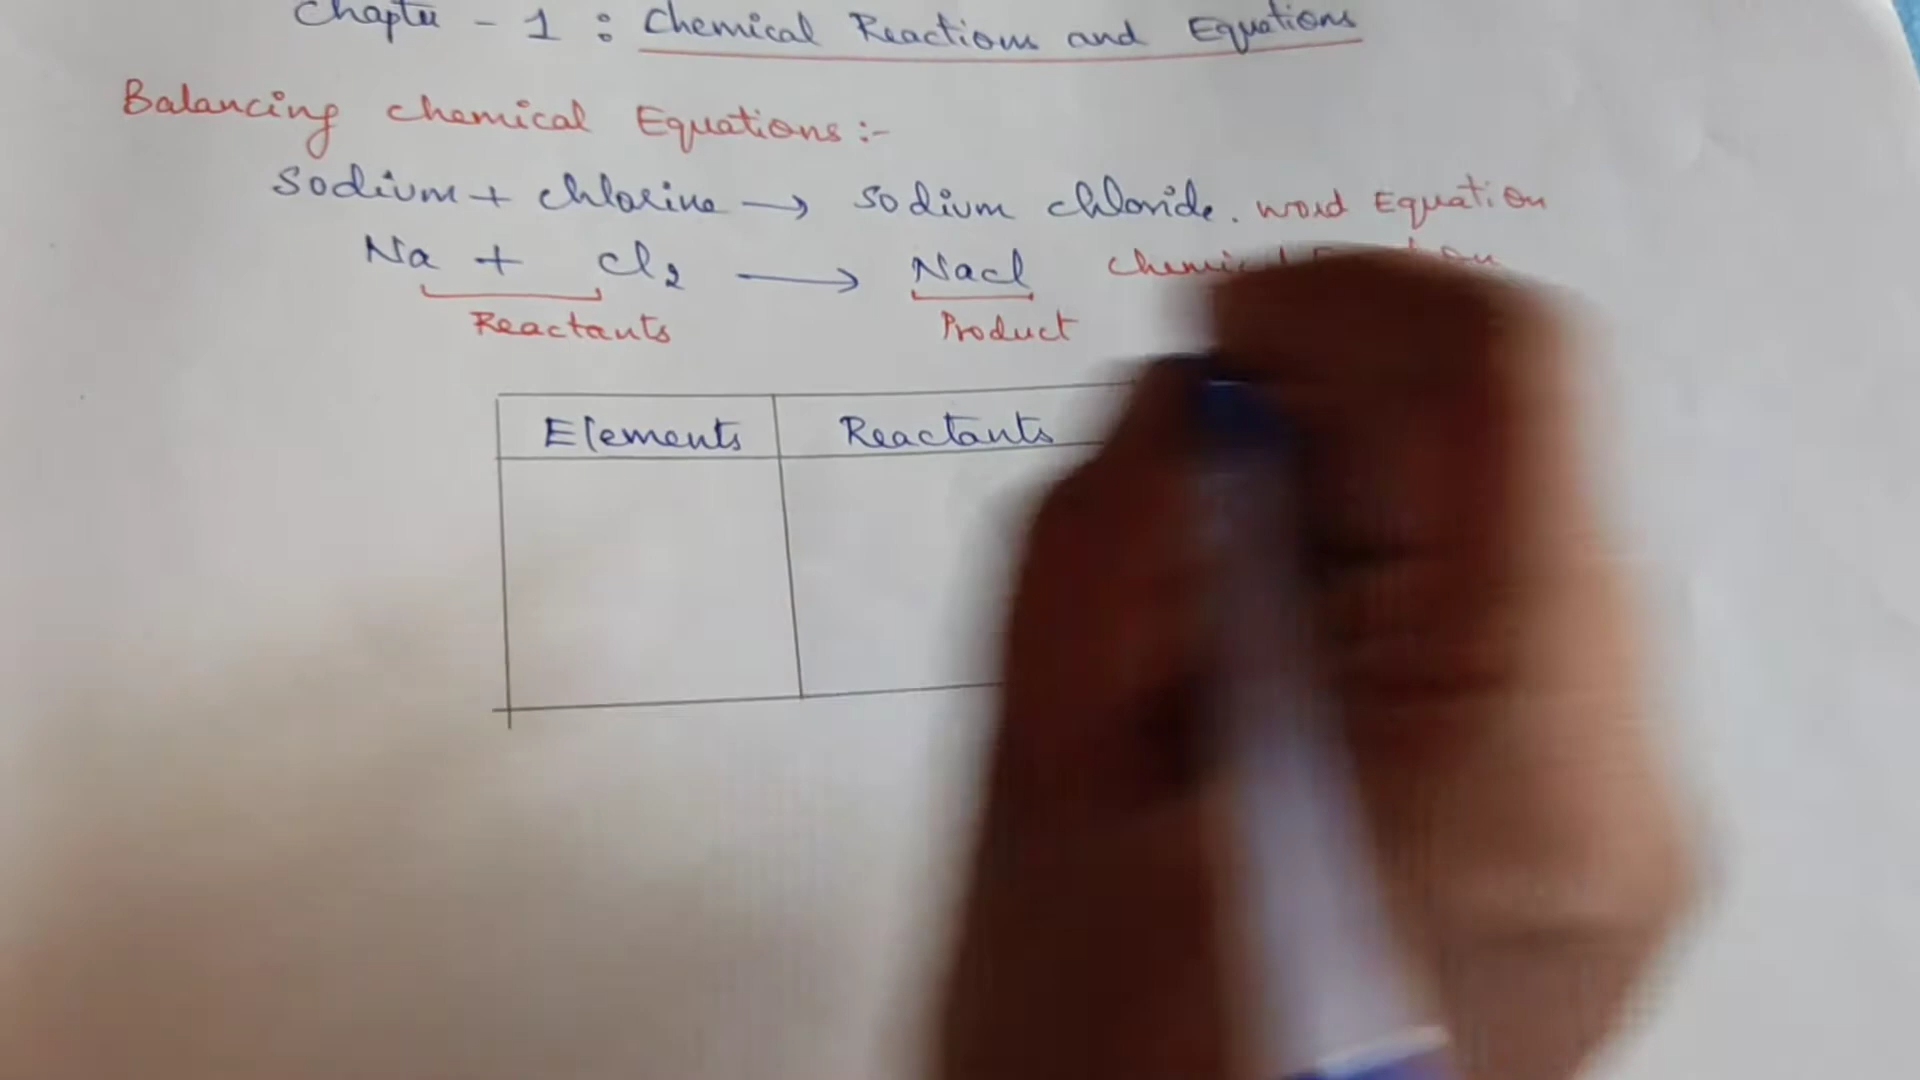 Chapter - 1 : Chemical Reactions and Equations
Balancing chemical Equations :-
Sodium + chlorine → Sodium chloride. word Equation
Na + Cl₂ → Nacl
Reactants Product
Elements Reactants